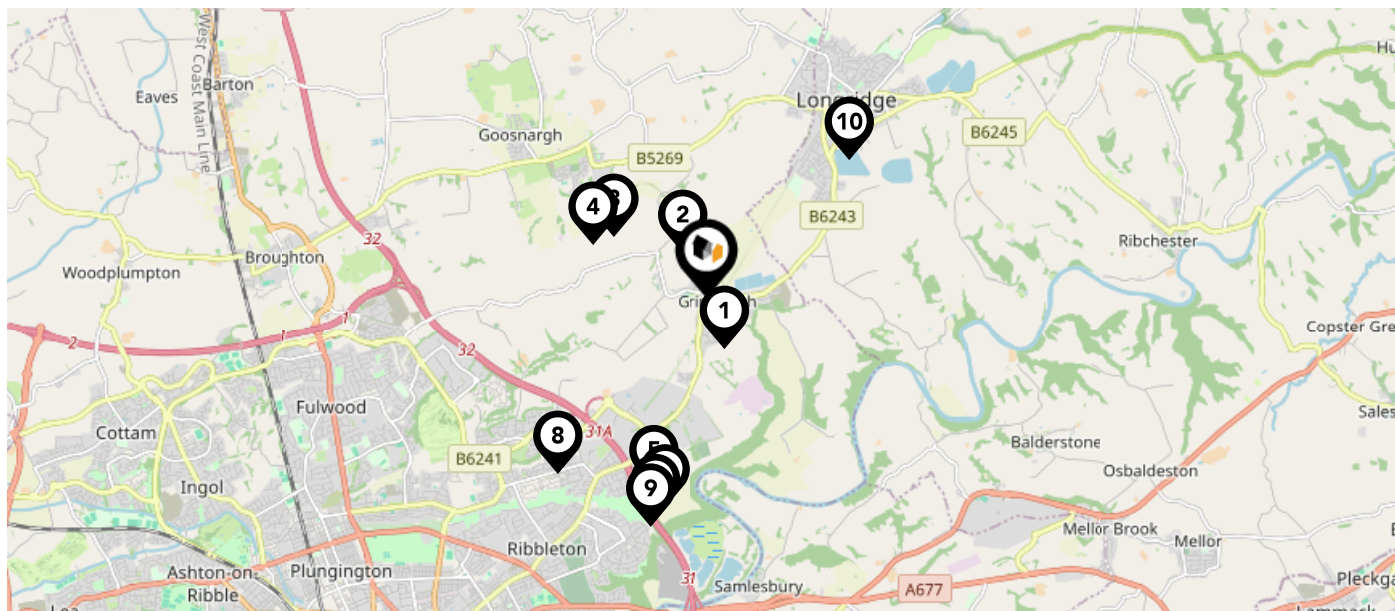 West Coast Main Line
Barton
Eaves
Goosnargh
B5269
10
B6245
4
2
B6243
32
Ribchester
Broughton
Woodplumpton
1
1
1
2
32
Copster Gre
Fulwood
Sales
Cottam
8
31A
B6241
Balderstone
Osbaldeston
Ingol
9
Mellor Brook
Mellor
Ribbleton
Ashton-on-
Ribble
Plungington
31
Samlesbury
A677
Pleckga